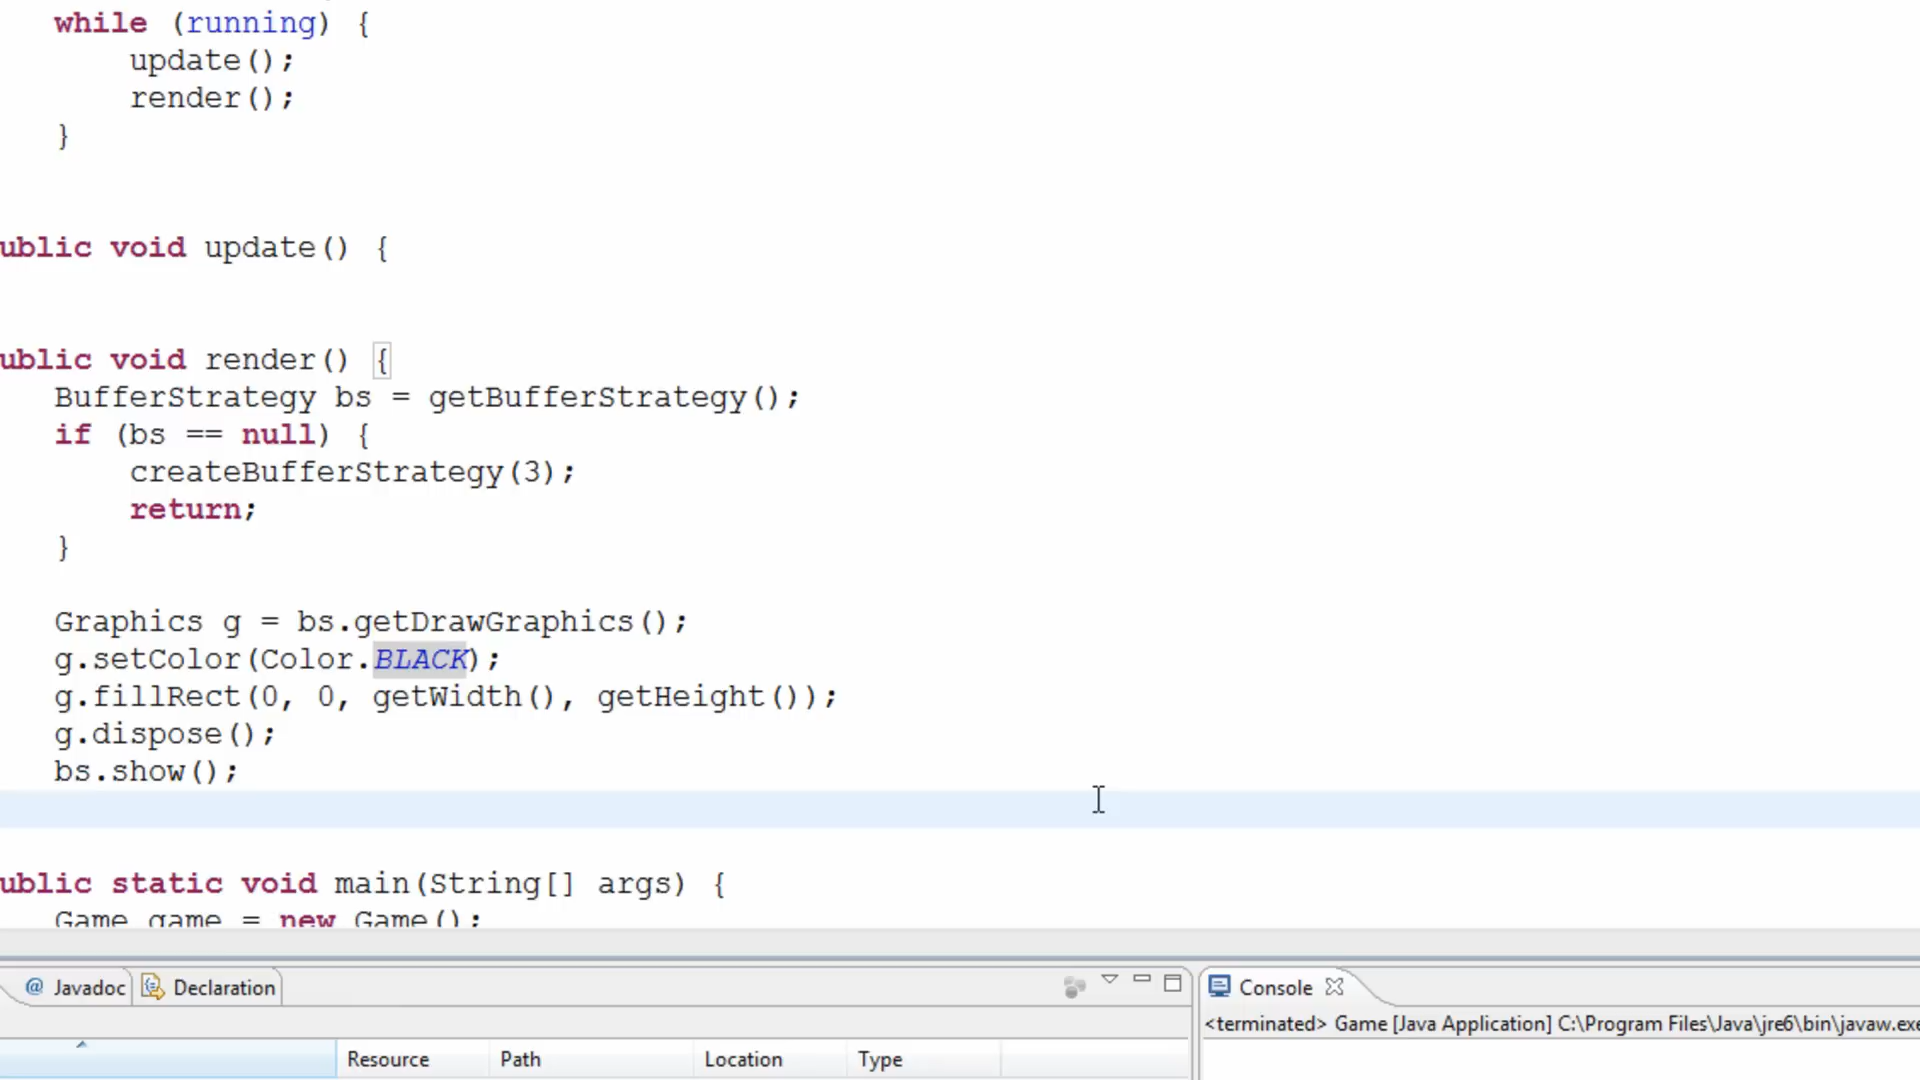 while (running) {
update();
render();
}
ublic void update() {
ublic void render() {
BufferStrategy bs = getBufferStrategy();
if (bs == null) {
createBufferStrategy(3);
return;
}
Graphics g = bs.getDrawGraphics();
g.setColor(Color.BLACK);
g.fillRect(0, 0, getWidth(), getHeight());
g.dispose();
bs.show();
ublic static void main(String[] args) {
Game game = new Game();
@ Javadoc Declaration
Console
<terminated> Game [Java Application] C:\Program Files\Java\jre6\bin\javaw.exe
Resource Path Location Type